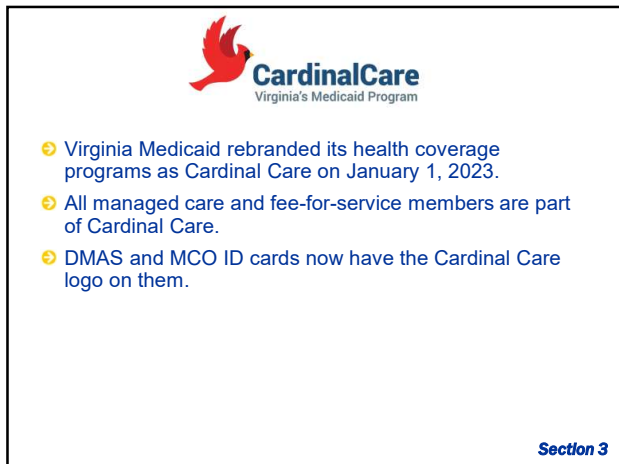 CardinalCare
Virginia's Medicaid Program
Virginia Medicaid rebranded its health coverage
programs as Cardinal Care on January 1, 2023.
All managed care and fee-for-service members are part
of Cardinal Care.
DMAS and MCO ID cards now have the Cardinal Care
logo on them.
Section 3